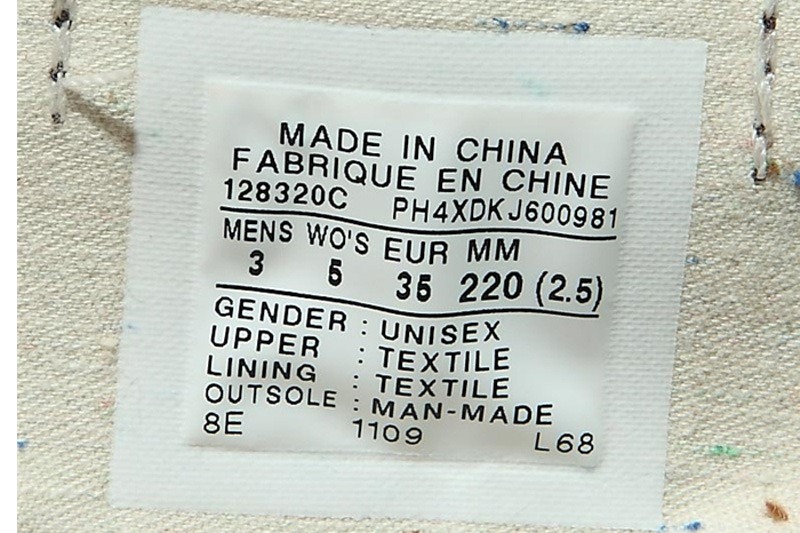 MADE IN CHINA
FABRIQUE EN CHINE
128320C PH4XDKJ600981
MENS WO'S EUR MM
3 5 35 220 (2.5)
GENDER : UNISEX
UPPER : TEXTILE
LINING : TEXTILE
OUTSOLE : MAN-MADE
8E 1109 L68